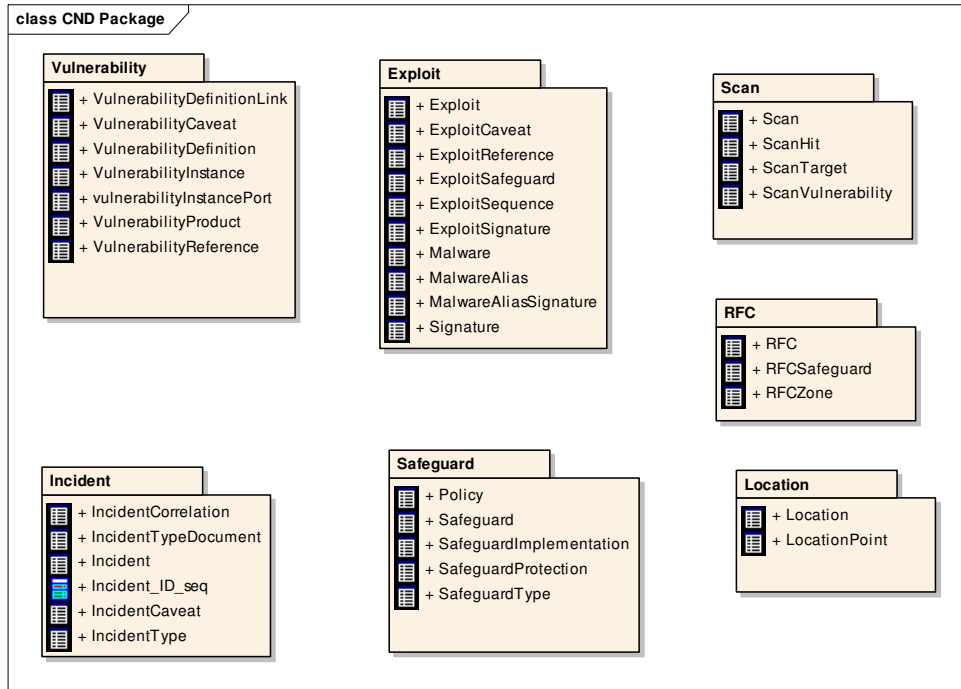 class CND Package
Vulnerability
+ VulnerabilityDefinitionLink
+ VulnerabilityCaveat
+ VulnerabilityDefinition
+ VulnerabilityInstance
+ vulnerabilityInstancePort
+ VulnerabilityProduct
+ VulnerabilityReference
Exploit
+ Exploit
+ ExploitCaveat
+ ExploitReference
+ ExploitSafeguard
+ ExploitSequence
+ ExploitSignature
+ Malware
+ MalwareAlias
+ MalwareAliasSignature
+ Signature
Scan
+ Scan
+ ScanHit
+ ScanTarget
+ ScanVulnerability
RFC
+ RFC
+ RFCSafeguard
+ RFCZone
Incident
+ IncidentCorrelation
+ IncidentTypeDocument
+ Incident
+ Incident_ID_seq
+ IncidentCaveat
+ IncidentType
Safeguard
+ Policy
+ Safeguard
+ SafeguardImplementation
+ SafeguardProtection
+ SafeguardType
Location
+ Location
+ LocationPoint